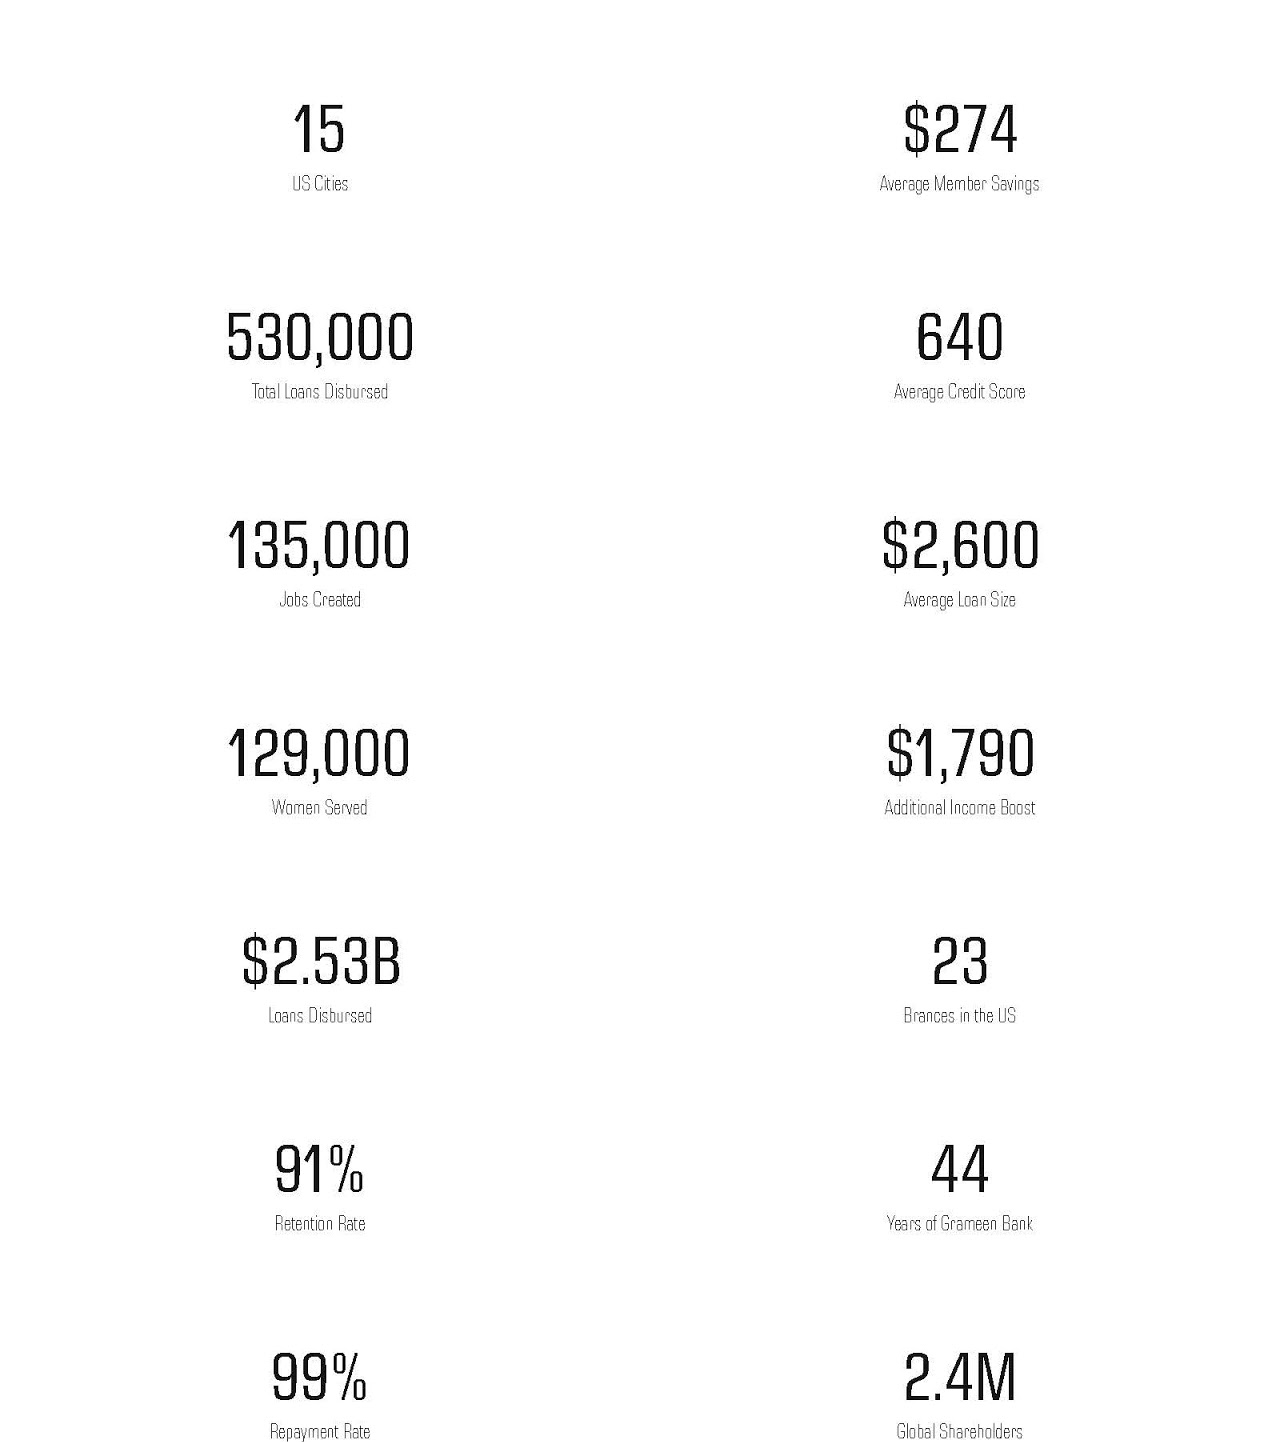 15
US Cities
$274
Average Member Savings
530,000
Total Loans Disbursed
640
Average Credit Score
135,000
Jobs Created
$2,600
Average Loan Size
129,000
Women Served
$1,790
Additional Income Boost
$2.53B
Loans Disbursed
23
Brances in the US
91%
Retention Rate
44
Years of Grameen Bank
99%
Repayment Rate
2.4M
Global Shareholders